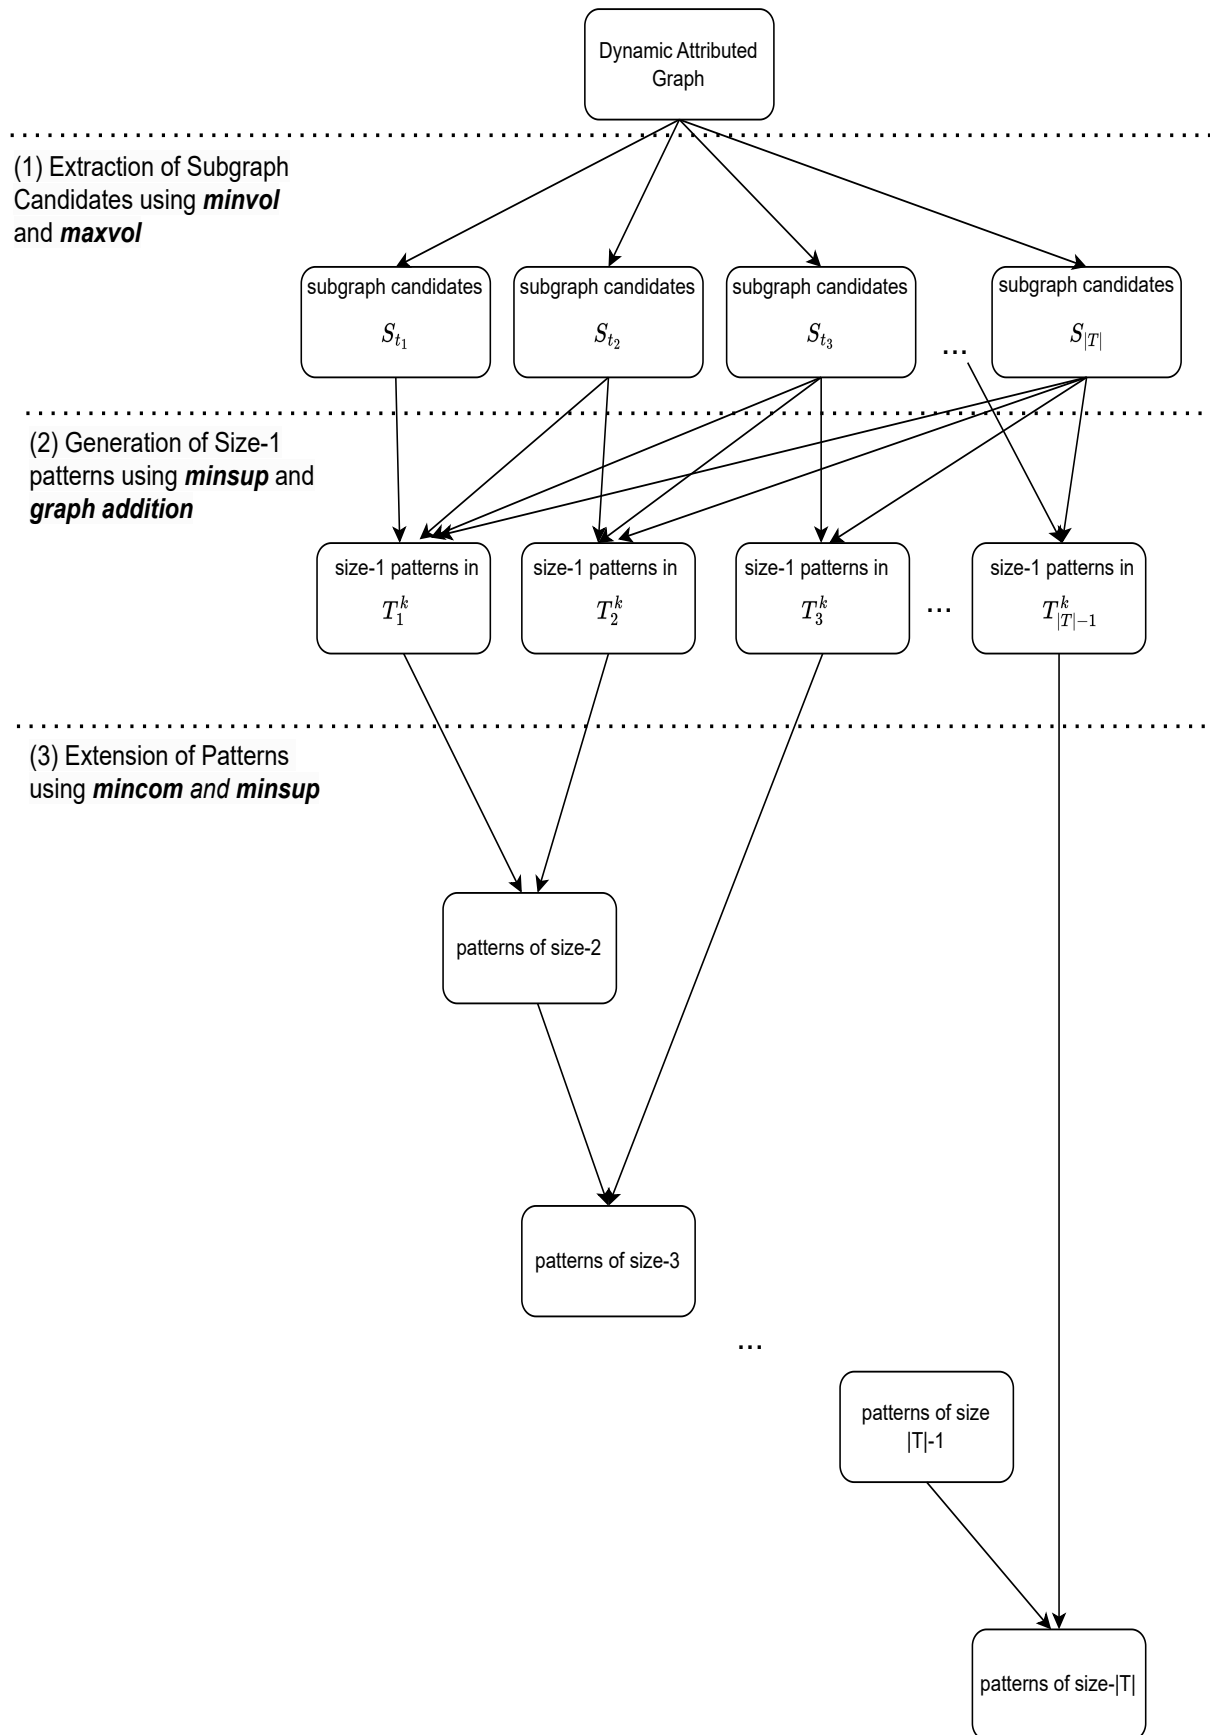 Dynamic Attributed
Graph
(1) Extraction of Subgraph
Candidates using minvol
and maxvol
subgraph candidates
S_{t_1}
subgraph candidates
S_{t_2}
subgraph candidates
S_{t_3}
...
subgraph candidates
S_{|T|}
(2) Generation of Size-1
patterns using minsup and
graph addition
size-1 patterns in
T_1^k
size-1 patterns in
T_2^k
size-1 patterns in
T_3^k
...
size-1 patterns in
T_{|T|-1}^k
(3) Extension of Patterns
using mincom and minsup
patterns of size-2
patterns of size-3
...
patterns of size
|T|-1
patterns of size-|T|